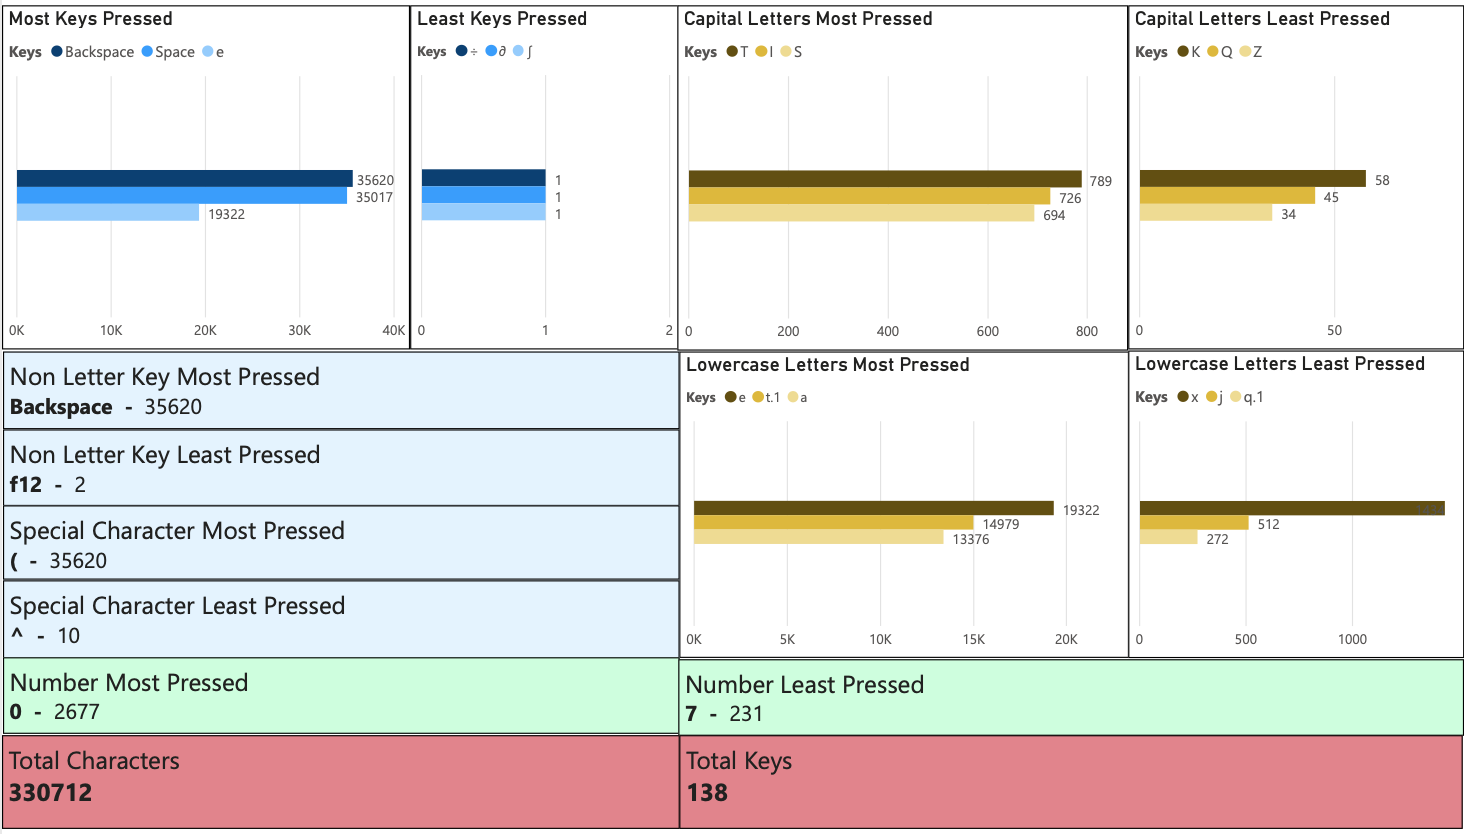 Most Keys Pressed
Keys Backspace Space e
35620
35017
19322
0K 10K 20K 30K 40K
Least Keys Pressed
Keys ÷ ∂ ∫
1
1
1
0 1 2
Capital Letters Most Pressed
Keys T I S
789
726
694
0 200 400 600 800
Capital Letters Least Pressed
Keys K Q Z
58
45
34
0 50
Non Letter Key Most Pressed
Backspace - 35620
Non Letter Key Least Pressed
f12 - 2
Special Character Most Pressed
( - 35620
Special Character Least Pressed
^ - 10
Lowercase Letters Most Pressed
Keys e t.1 a
19322
14979
13376
0K 5K 10K 15K 20K
Lowercase Letters Least Pressed
Keys x j q.1
512
272
0 500 1000
Number Most Pressed
0 - 2677
Number Least Pressed
7 - 231
Total Characters
330712
Total Keys
138